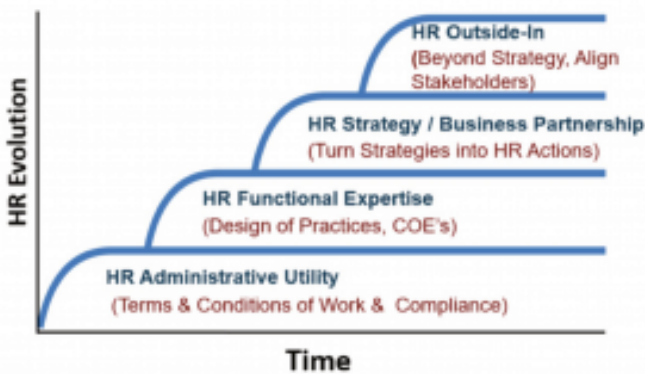 HR Outside-In
(Beyond Strategy, Align
Stakeholders)
HR Strategy / Business Partnership
(Turn Strategies into HR Actions)
HR Functional Expertise
(Design of Practices, COE's)
HR Administrative Utility
(Terms & Conditions of Work & Compliance)
HR Evolution
Time